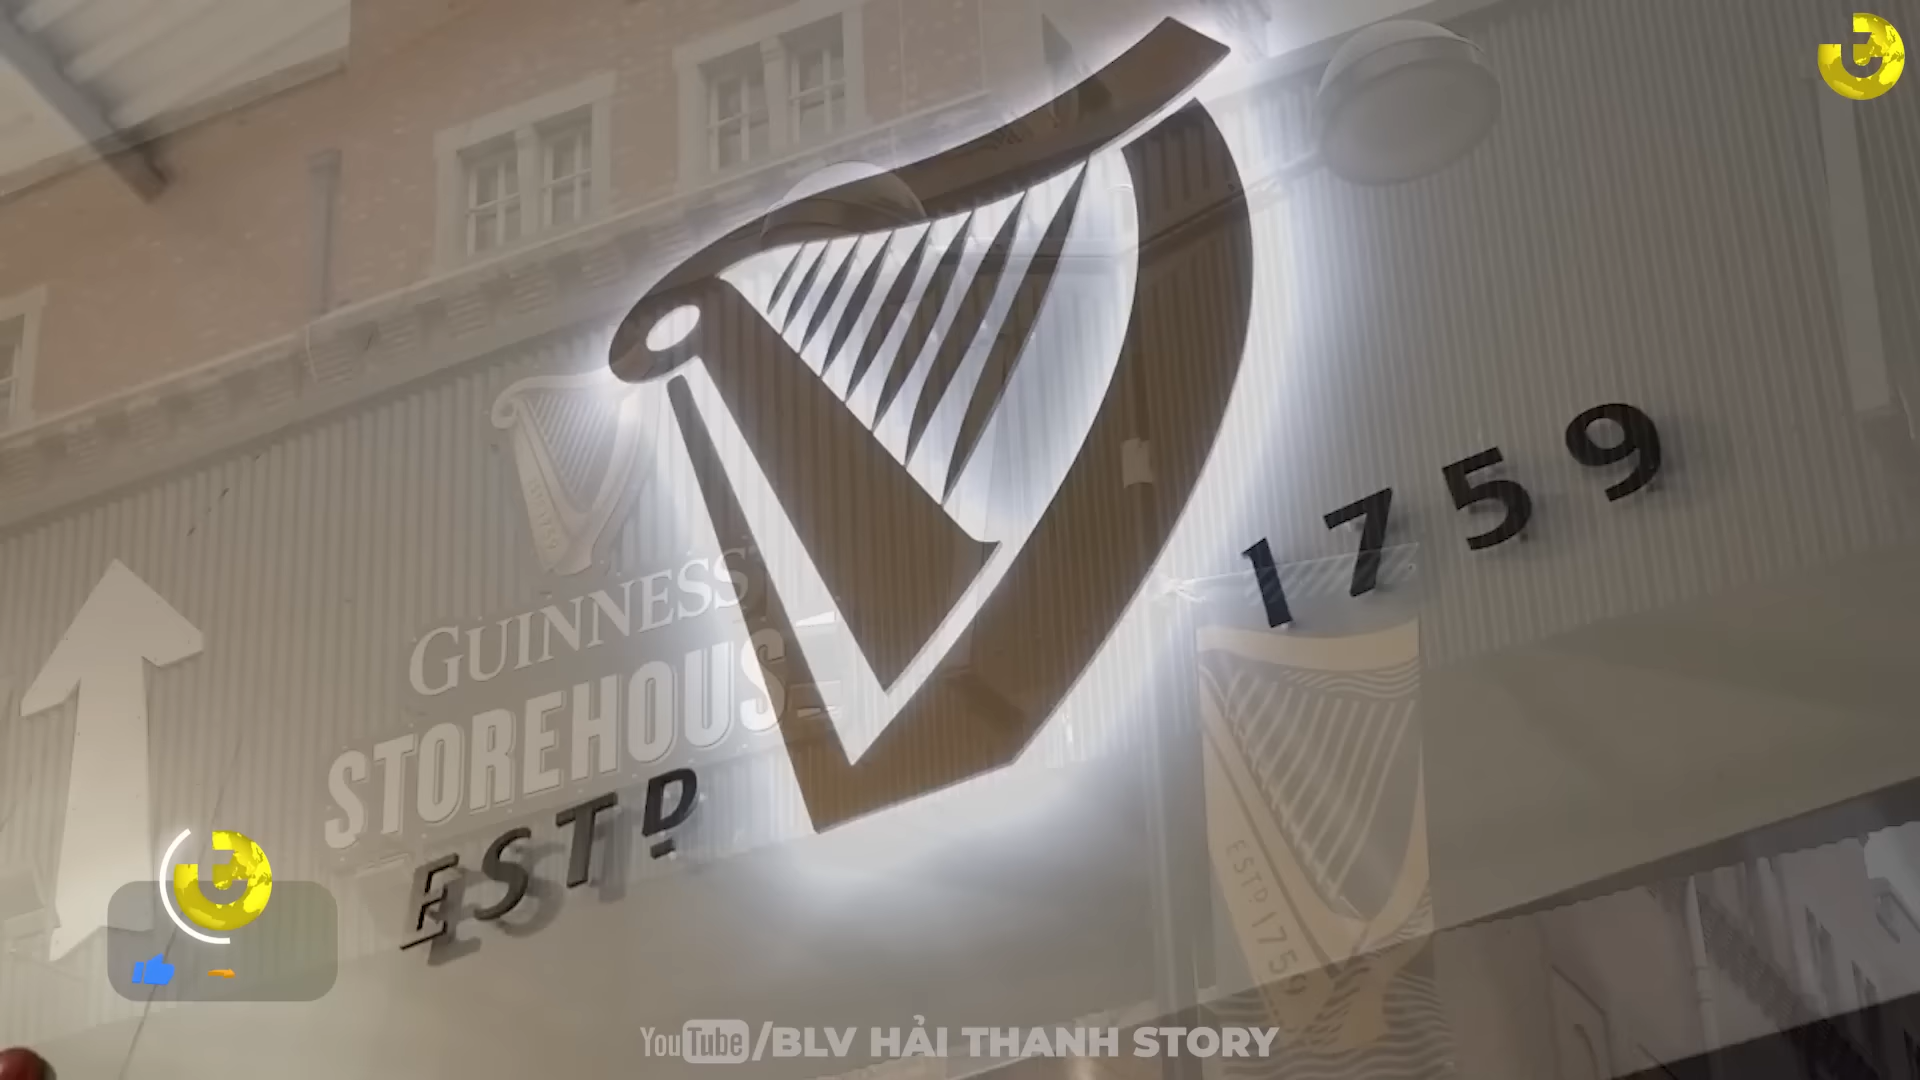 GUINNESS
STOREHOUSE
ESTD
1759
ESTD 1759
YouTube/BLV HẢI THANH STORY